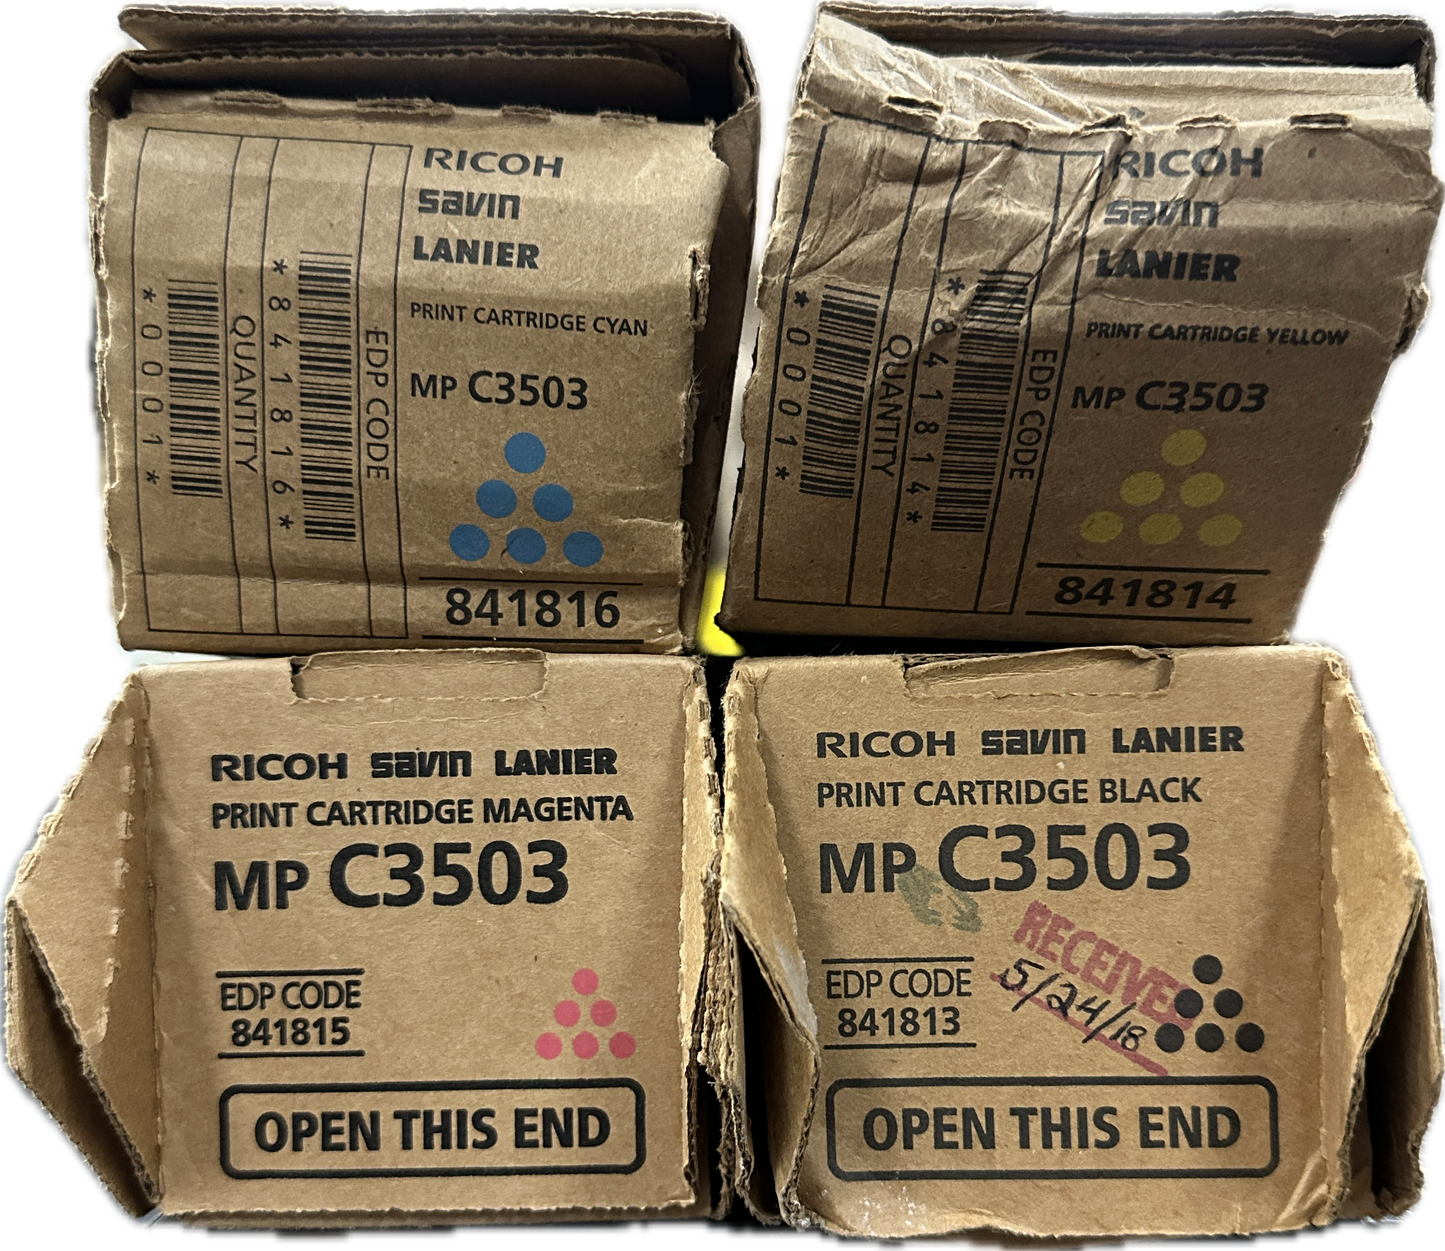 RICOH
savin
LANIER
PRINT CARTRIDGE CYAN
MP C3503
841816
EDP CODE
*841816*
QUANTITY
*0001*
RICOH
savin
LANIER
PRINT CARTRIDGE YELLOW
MP C3503
841814
EDP CODE
*841814*
QUANTITY
*0001*
RICOH savin LANIER
PRINT CARTRIDGE MAGENTA
MP C3503
EDP CODE
841815
OPEN THIS END
RICOH savin LANIER
PRINT CARTRIDGE BLACK
MP C3503
RECEIVED
5/24/18
EDP CODE
841813
OPEN THIS END